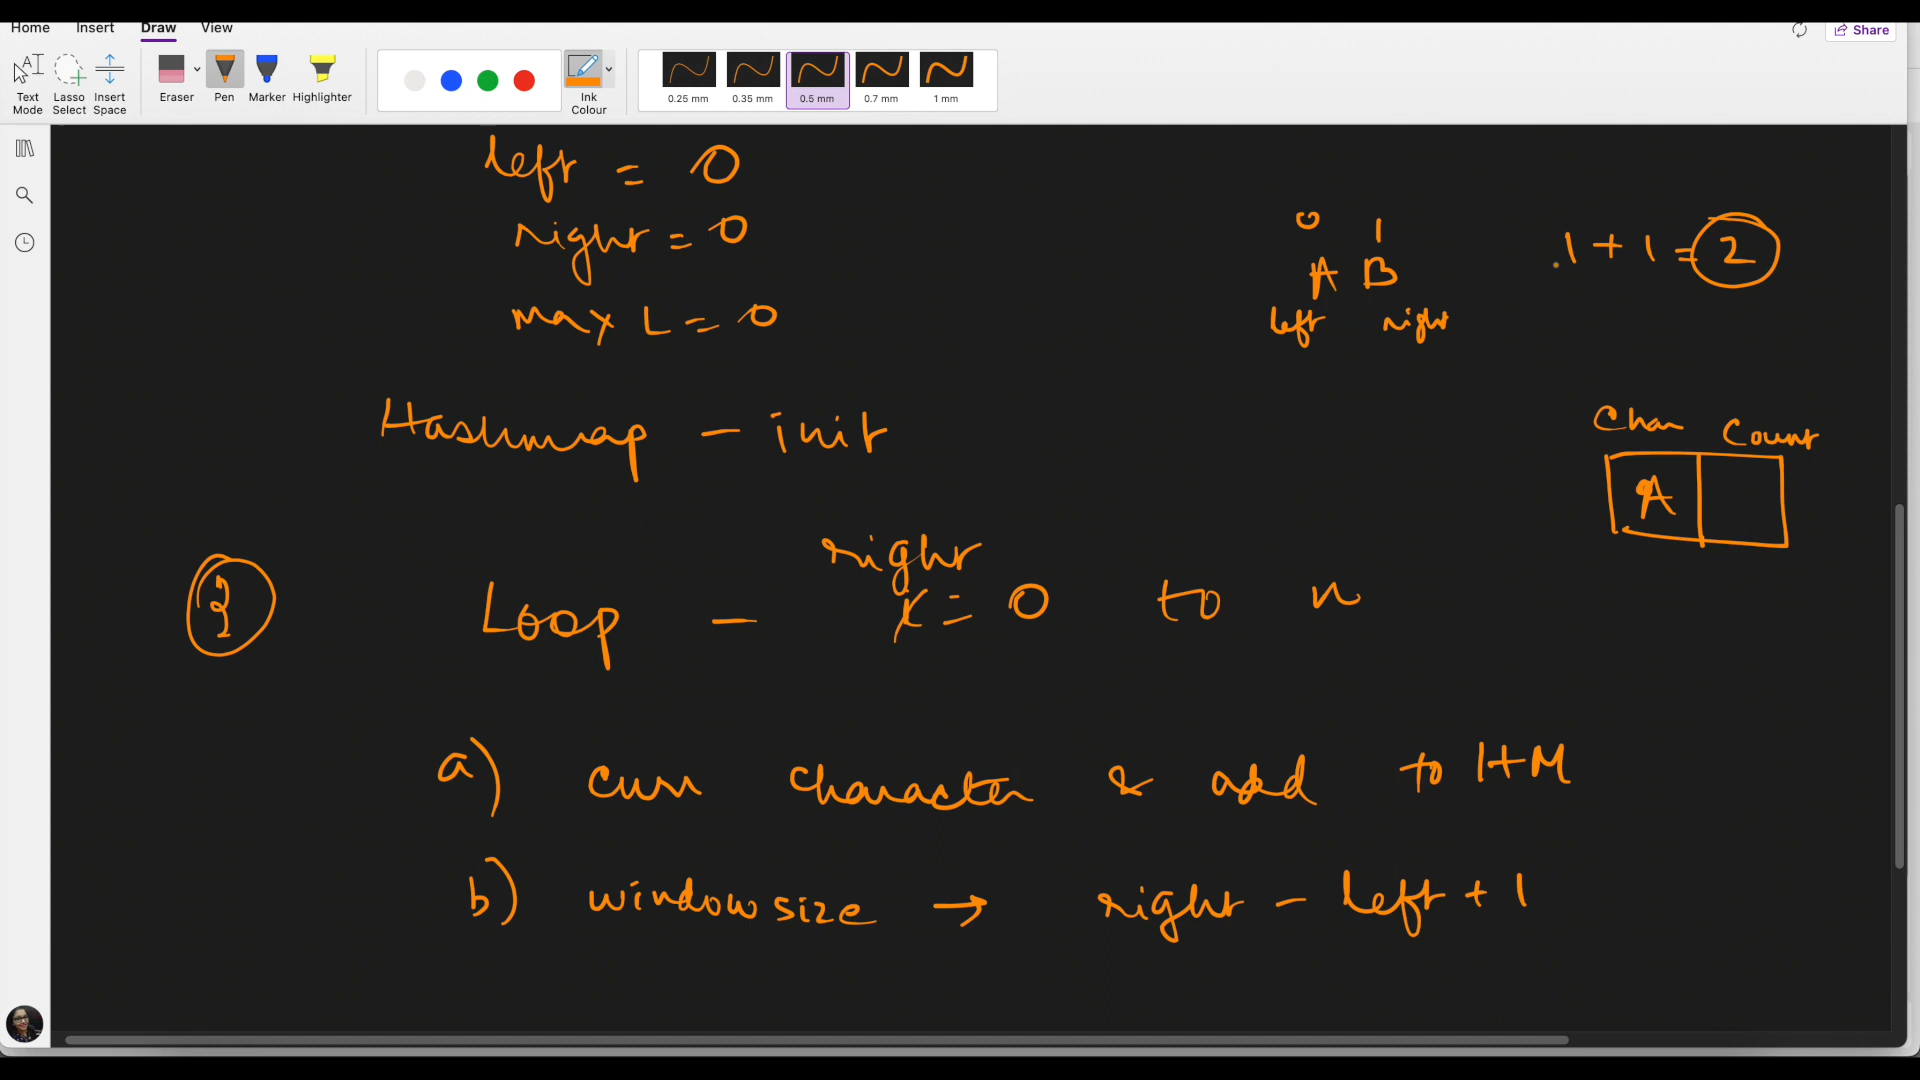 Home Insert Draw View
Share
Text Mode
Lasso Select
Insert Space
Eraser
Pen
Marker
Highlighter
Ink Colour
0.25 mm
0.35 mm
0.5 mm
0.7 mm
1 mm
left = 0
right = 0
max L = 0
0 1
A B
left right
1 + 1 = 2
Hashmap - init
Char Count
A
3 Loop - right = 0 to n
a) curr character & add to HM
b) window size → right - left + 1